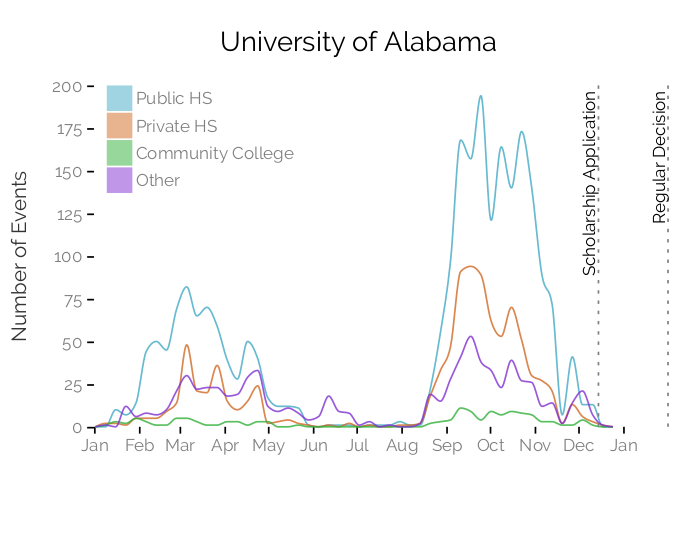 University of Alabama
Number of Events
200
175
150
125
100
75
50
25
0
Public HS
Private HS
Community College
Other
Scholarship Application
Regular Decision
Jan Feb Mar Apr May Jun Jul Aug Sep Oct Nov Dec Jan